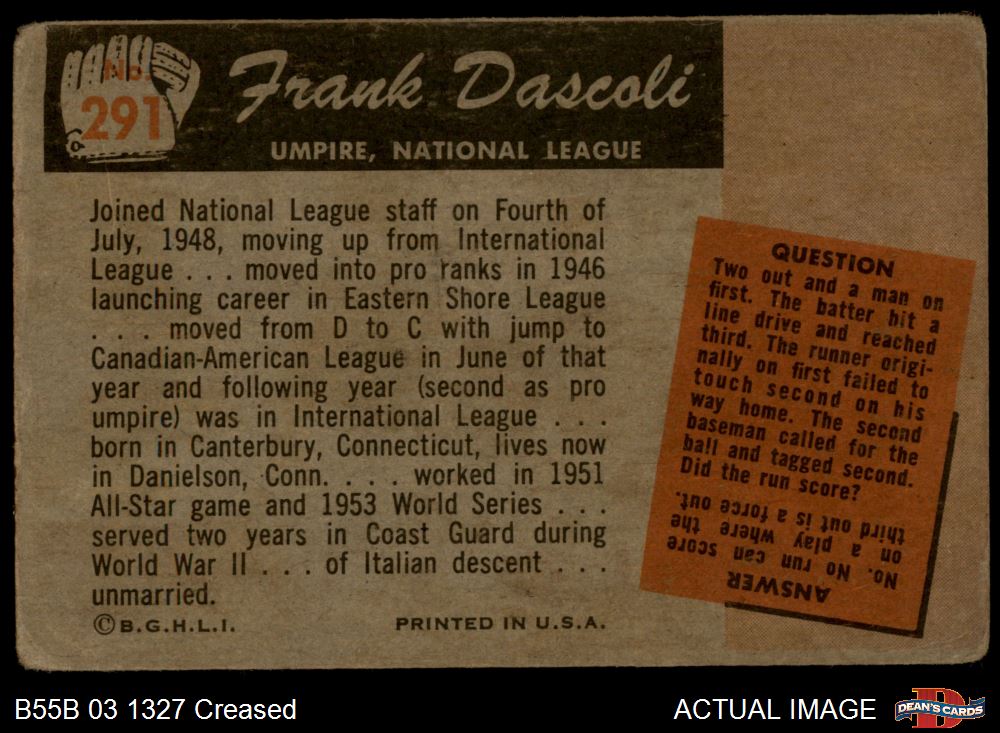 No.
291
Frank Dascoli
UMPIRE, NATIONAL LEAGUE
Joined National League staff on Fourth of
July, 1948, moving up from International
League . . . moved into pro ranks in 1946
launching career in Eastern Shore League
. . . moved from D to C with jump to
Canadian-American League in June of that
year and following year (second as pro
umpire) was in International League . . .
born in Canterbury, Connecticut, lives now
in Danielson, Conn. . . . worked in 1951
All-Star game and 1953 World Series . . .
served two years in Coast Guard during
World War II . . . of Italian descent . . .
unmarried.
©B.G.H.L.I.
PRINTED IN U.S.A.
QUESTION
Two out and a man on
first. The batter hit a
line drive and reached
third. The runner origi-
nally on first failed to
touch second on his
way home. The second
baseman called for the
ball and tagged second.
Did the run score?
ANSWER
No. No run can score
on a play where the
third out is a force out.
B55B 03 1327 Creased
ACTUAL IMAGE
DEAN'S CARDS